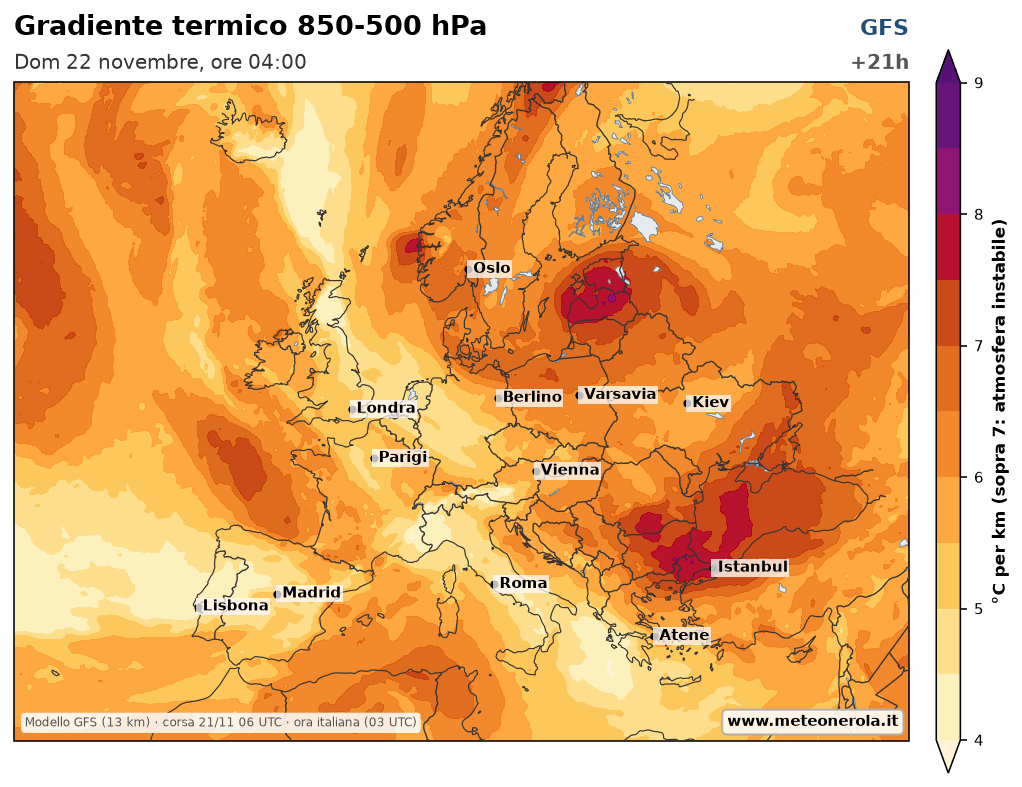 Gradiente termico 850-500 hPa
GFS
Dom 22 novembre, ore 04:00
+21h
Oslo
Londra
Berlino
Varsavia
Kiev
Parigi
Vienna
Istanbul
Roma
Madrid
Lisbona
Atene
Modello GFS (13 km) · corsa 21/11 06 UTC · ora italiana (03 UTC)
www.meteonerola.it
9
8
7
6
5
4
°C per km (sopra 7: atmosfera instabile)